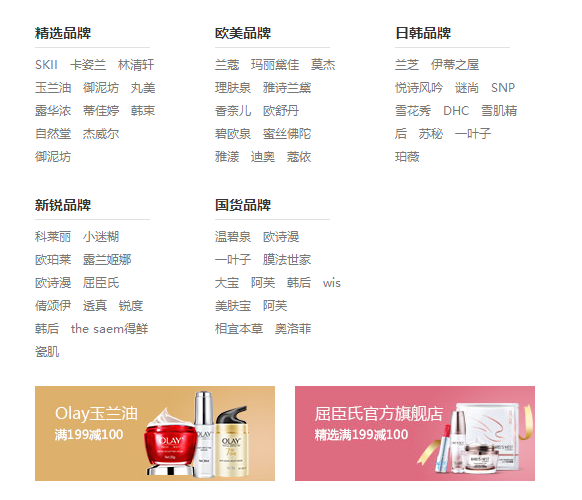 精选品牌
SKII 卡姿兰 林清轩
玉兰油 御泥坊 丸美
露华浓 蒂佳婷 韩束
自然堂 杰威尔
御泥坊
欧美品牌
兰蔻 玛丽黛佳 莫杰
理肤泉 雅诗兰黛
香奈儿 欧舒丹
碧欧泉 蜜丝佛陀
雅漾 迪奥 蔻依
日韩品牌
兰芝 伊蒂之屋
悦诗风吟 谜尚 SNP
雪花秀 DHC 雪肌精
后 苏秘 一叶子
珀薇
新锐品牌
科莱丽 小迷糊
欧珀莱 露兰姬娜
欧诗漫 屈臣氏
倩颂伊 透真 锐度
韩后 the saem得鲜
瓷肌
国货品牌
温碧泉 欧诗漫
一叶子 膜法世家
大宝 阿芙 韩后 wis
美肤宝 阿芙
相宜本草 奥洛菲
Olay玉兰油
满199减100
OLAY
OLAY
屈臣氏官方旗舰店
精选满199减100